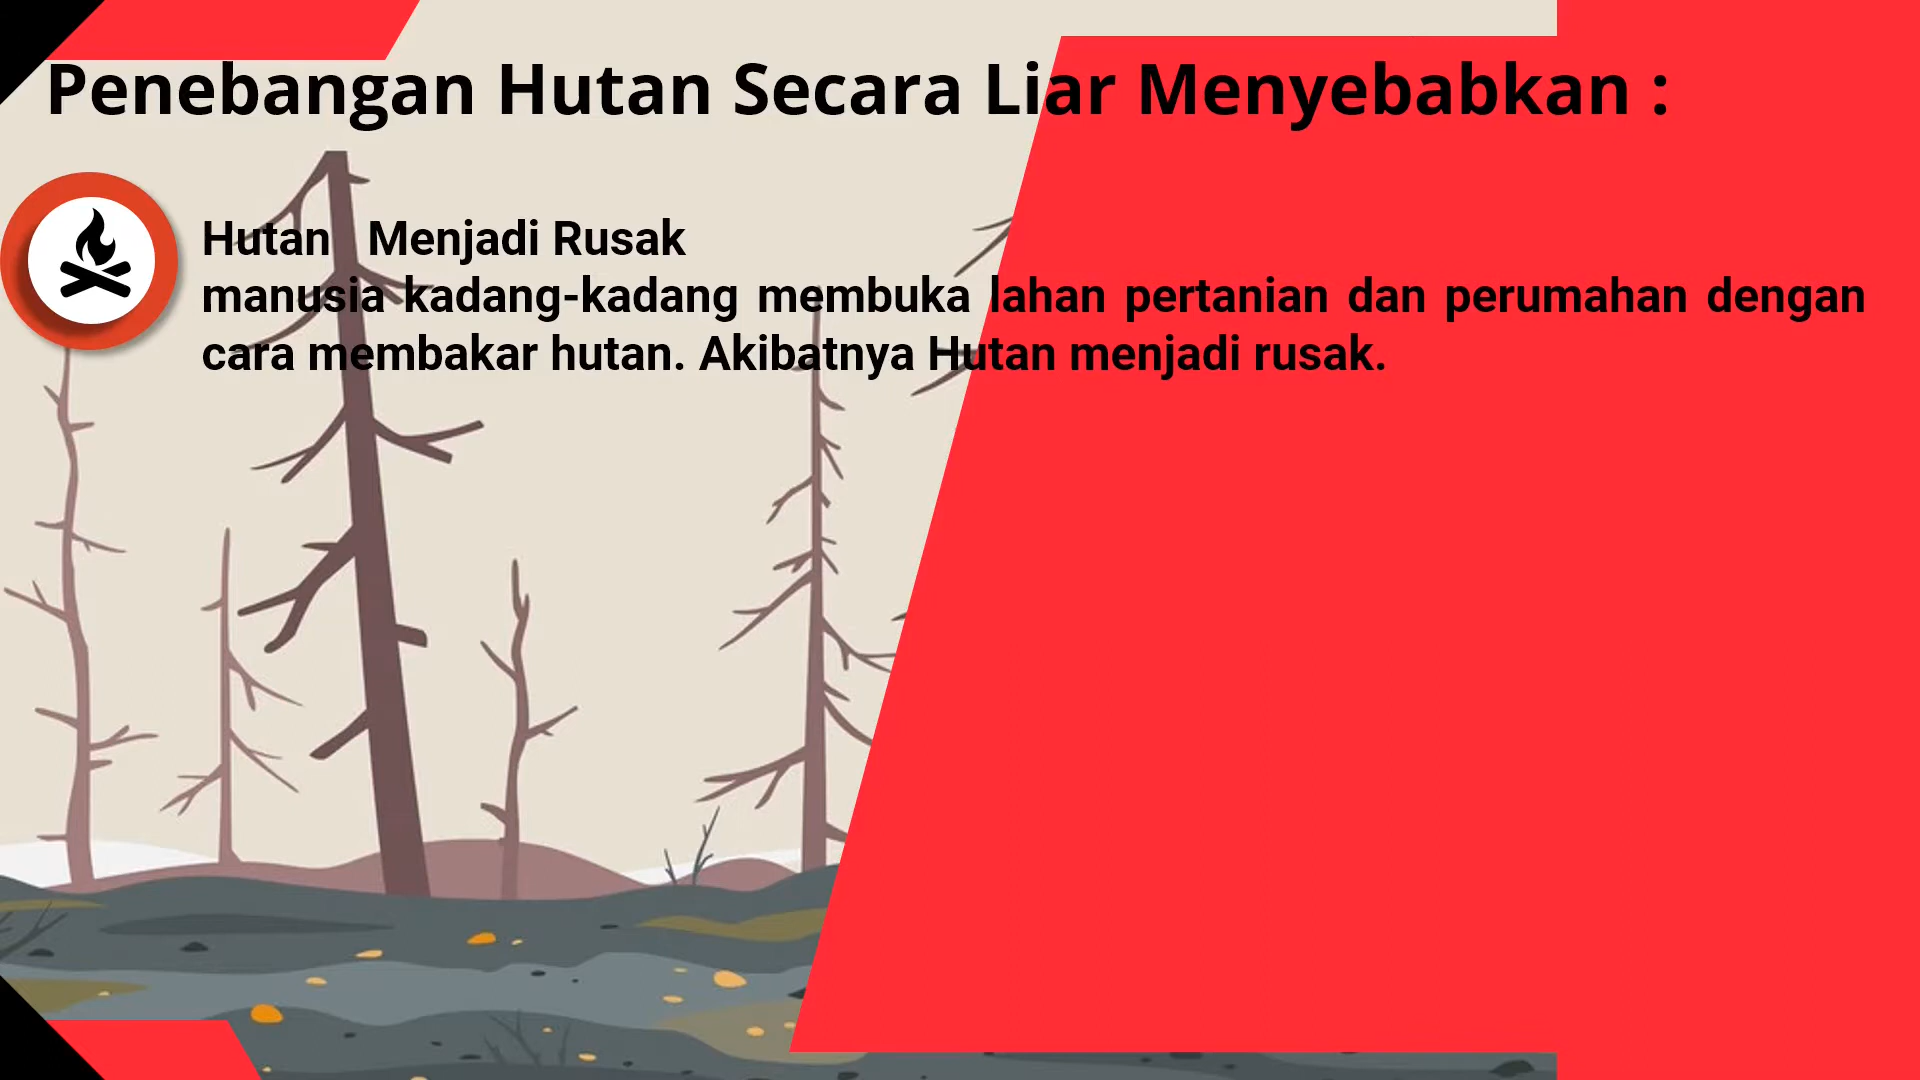 Penebangan Hutan Secara Liar Menyebabkan :
Hutan Menjadi Rusak
manusia kadang-kadang membuka lahan pertanian dan perumahan dengan
cara membakar hutan. Akibatnya Hutan menjadi rusak.